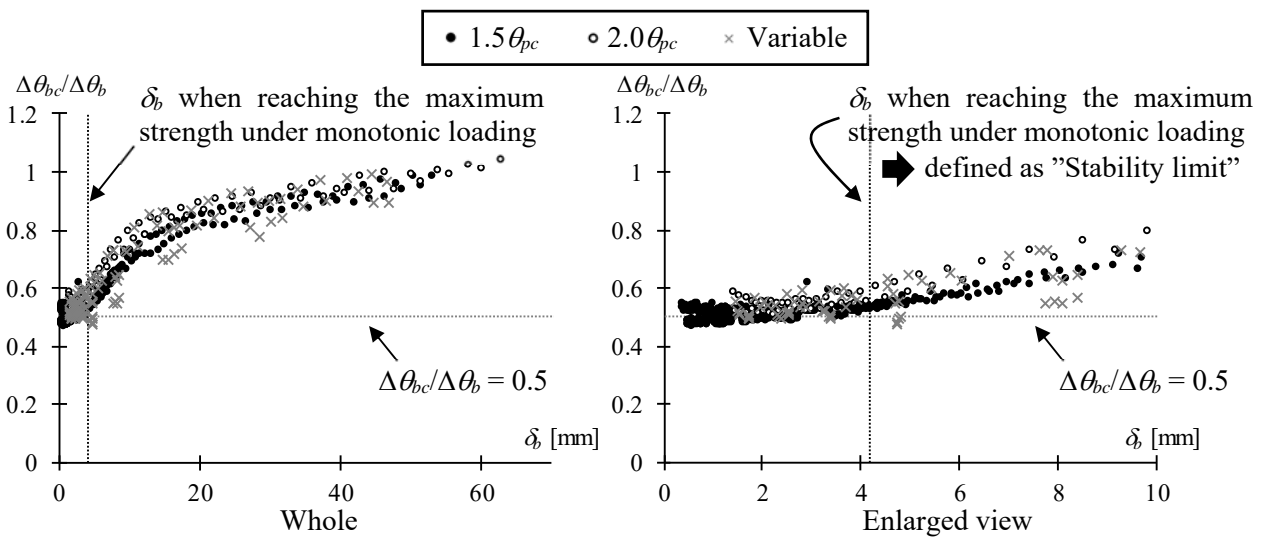 1.5θpc 2.0θpc Variable
Δθbc/Δθb
δb when reaching the maximum
strength under monotonic loading
1.2
1
0.8
0.6
0.4
0.2
0
Δθbc/Δθb = 0.5
δb [mm]
0 20 40 60
Whole
Δθbc/Δθb
δb when reaching the maximum
strength under monotonic loading
defined as ”Stability limit”
1.2
1
0.8
0.6
0.4
0.2
0
Δθbc/Δθb = 0.5
δb [mm]
0 2 4 6 8 10
Enlarged view